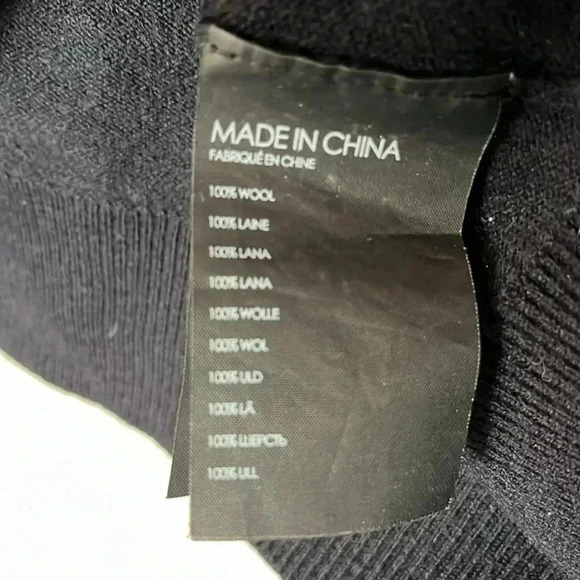 MADE IN CHINA
FABRIQUÉ EN CHINE
100% WOOL
100% LAINE
100% LANA
100% LANA
100% WOLLE
100% WOL
100% ULD
100% LÃ
100% ШЕРСТЬ
100% ULL